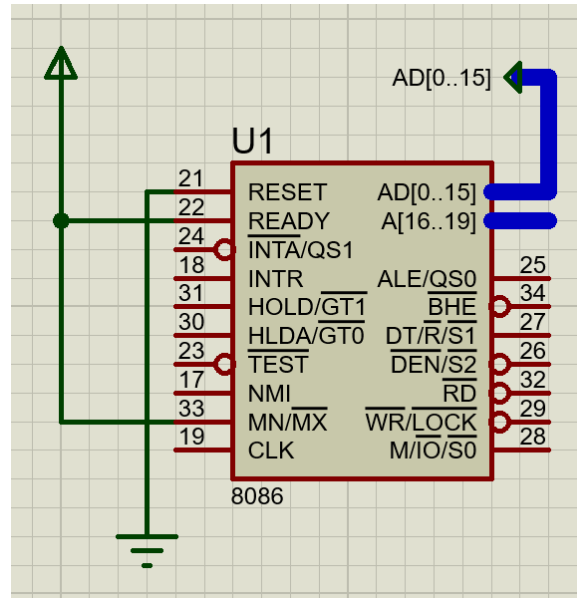 AD[0..15]
U1
21 RESET AD[0..15]
22 READY A[16..19]
24 INTA/QS1
18 INTR ALE/QS0 25
31 HOLD/GT1 BHE 34
30 HLDA/GT0 DT/R/S1 27
23 TEST DEN/S2 26
17 NMI RD 32
33 MN/MX WR/LOCK 29
19 CLK M/IO/S0 28
8086